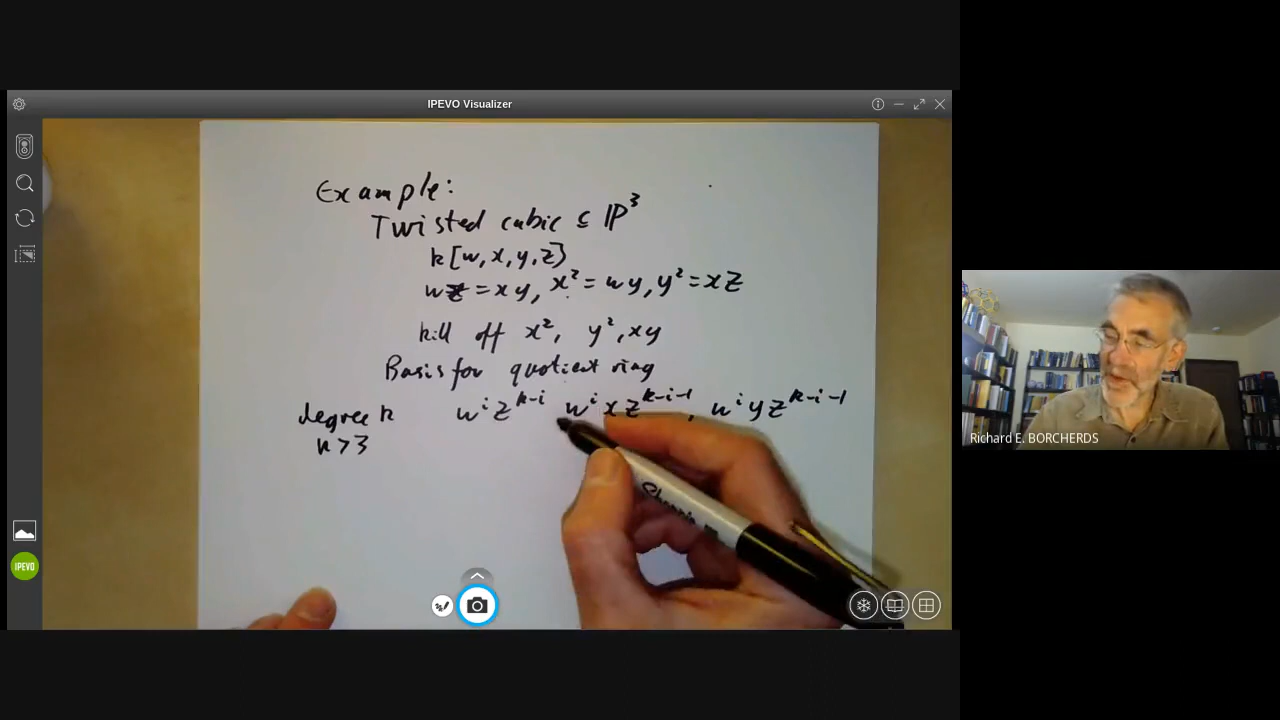 IPEVO Visualizer
Example:
Twisted cubic ⊆ ℙ³
k[w, x, y, z]
wz = xy, x² = wy, y² = xz
kill off x², y², xy
Basis for quotient ring
degree k wⁱz^{k-i} wⁱxz^{k-i-1}, wⁱyz^{k-i-1}
k>3
Sharpie
IPEVO
Richard E. BORCHERDS